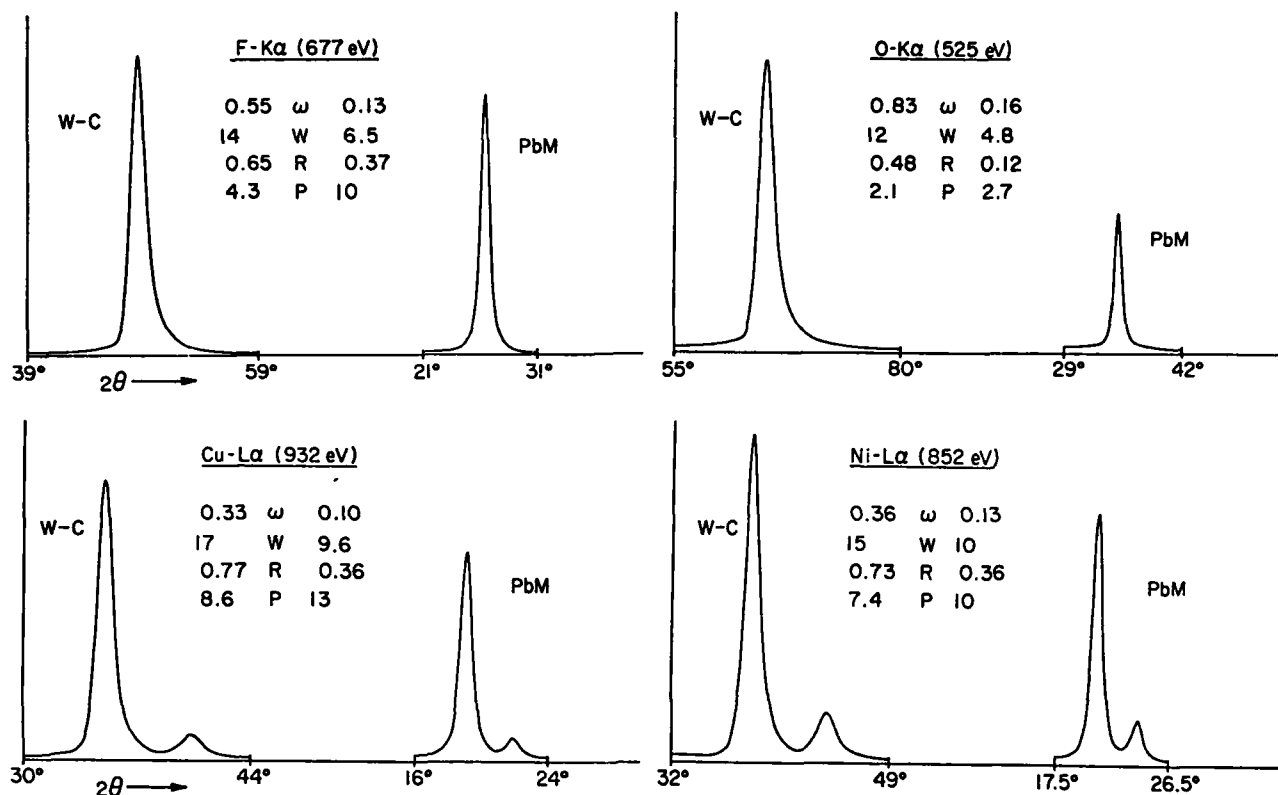 F-Kα (677 eV)
W-C
0.55 ω 0.13
14 W 6.5
0.65 R 0.37
4.3 P 10
PbM
39° 59° 21° 31°
2θ
O-Kα (525 eV)
W-C
0.83 ω 0.16
12 W 4.8
0.48 R 0.12
2.1 P 2.7
PbM
55° 80° 29° 42°
Cu-Lα (932 eV)
W-C
0.33 ω 0.10
17 W 9.6
0.77 R 0.36
8.6 P 13
PbM
30° 44° 16° 24°
2θ
Ni-Lα (852 eV)
W-C
0.36 ω 0.13
15 W 10
0.73 R 0.36
7.4 P 10
PbM
32° 49° 17.5° 26.5°